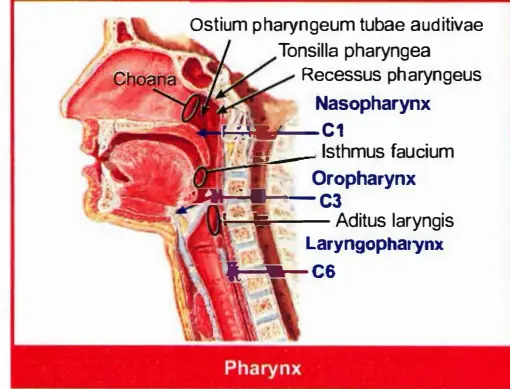 Ostium pharyngeum tubae auditivae
Tonsilla pharyngea
Choana
Recessus pharyngeus
Nasopharynx
C1
Isthmus faucium
Oropharynx
C3
Aditus laryngis
Laryngopharynx
C6
Pharynx